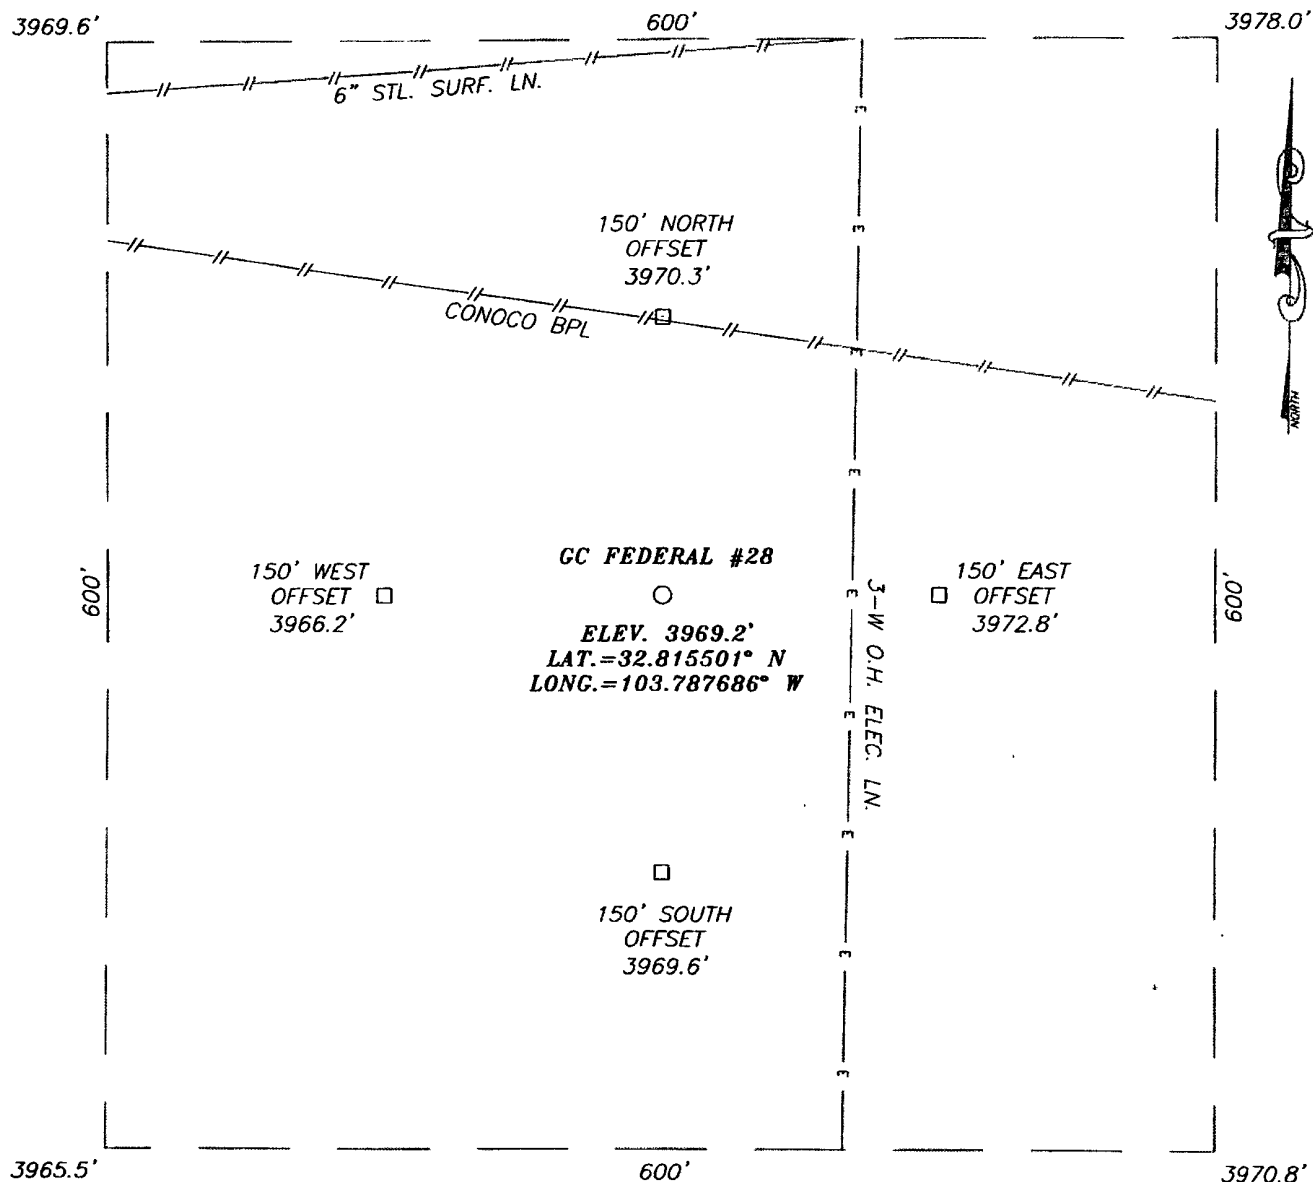 3969.6'
600'
3978.0'
6" STL. SURF. LN.
150' NORTH
OFFSET
3970.3'
CONOCO BPL
NORTH
GC FEDERAL #28
600'
150' WEST
OFFSET
3966.2'
ELEV. 3969.2'
LAT.=32.815501° N
LONG.=103.787686° W
3-W O.H. ELEC. LN.
150' EAST
OFFSET
3972.8'
600'
E
E
E
E
E
E
E
E
E
150' SOUTH
OFFSET
3969.6'
3965.5'
600'
3970.8'